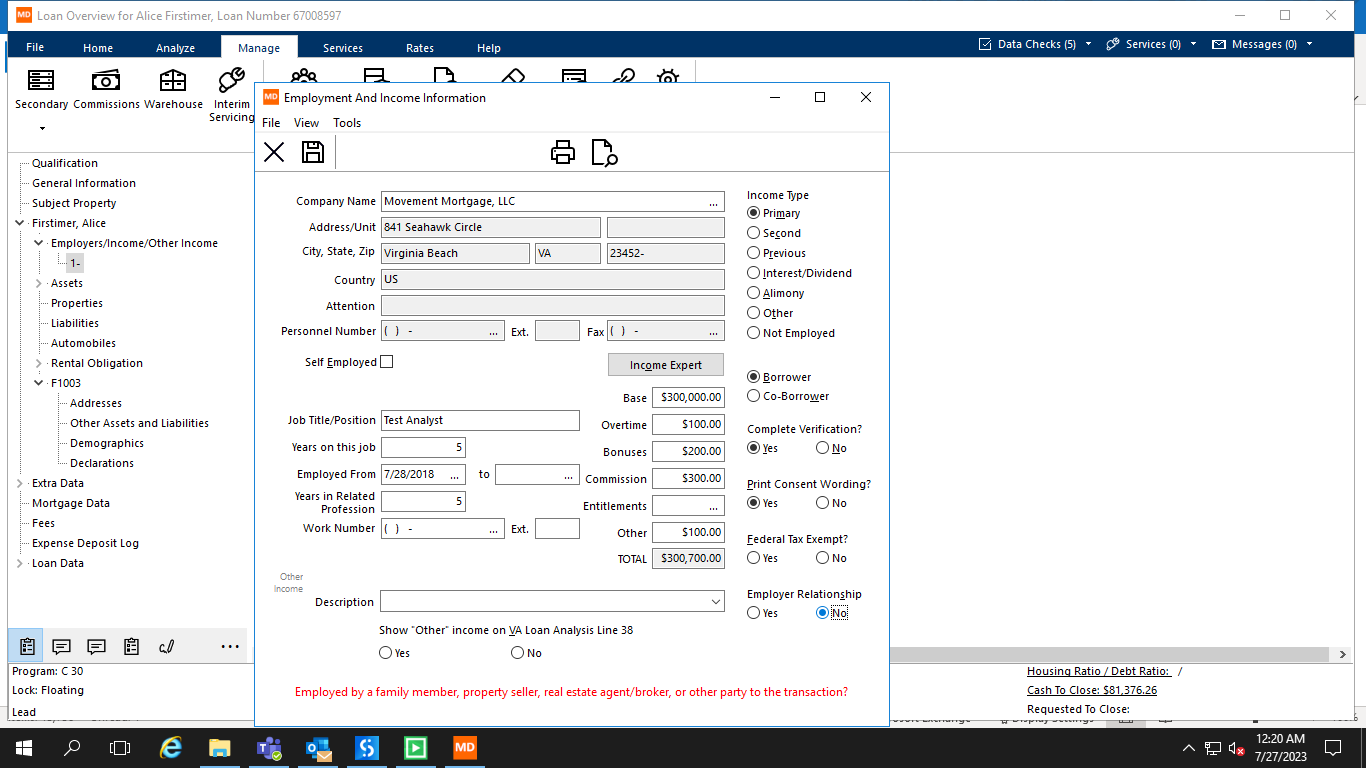 MD Loan Overview for Alice Firstimer, Loan Number 67008597
File Home Analyze Manage Services Rates Help Data Checks (5) Services (0) Messages (0)
Secondary Commissions Warehouse Interim Servicing
MD Employment And Income Information
File View Tools
Qualification
General Information
Subject Property
Firstimer, Alice
Employers/Income/Other Income
1-
Assets
Properties
Liabilities
Automobiles
Rental Obligation
F1003
Addresses
Other Assets and Liabilities
Demographics
Declarations
Extra Data
Mortgage Data
Fees
Expense Deposit Log
Loan Data
...
Program: C 30
Lock: Floating
Lead
Company Name Movement Mortgage, LLC ...
Address/Unit 841 Seahawk Circle
City, State, Zip Virginia Beach VA 23452-
Country US
Attention
Personnel Number ( ) - ... Ext. Fax ( ) - ...
Self Employed Income Expert
Base $300,000.00
Job Title/Position Test Analyst Overtime $100.00
Years on this job 5 Bonuses $200.00
Employed From 7/28/2018 ... to ... Commission $300.00
Years in Related Profession 5 Entitlements ...
Work Number ( ) - ... Ext. Other $100.00
TOTAL $300,700.00
Other Income
Description
Show "Other" income on VA Loan Analysis Line 38
Yes No
Employed by a family member, property seller, real estate agent/broker, or other party to the transaction?
Income Type
Primary
Second
Previous
Interest/Dividend
Alimony
Other
Not Employed
Borrower
Co-Borrower
Complete Verification?
Yes No
Print Consent Wording?
Yes No
Federal Tax Exempt?
Yes No
Employer Relationship
Yes No
Housing Ratio / Debt Ratio: /
Cash To Close: $81,376.26
Requested To Close:
MD
12:20 AM
7/27/2023